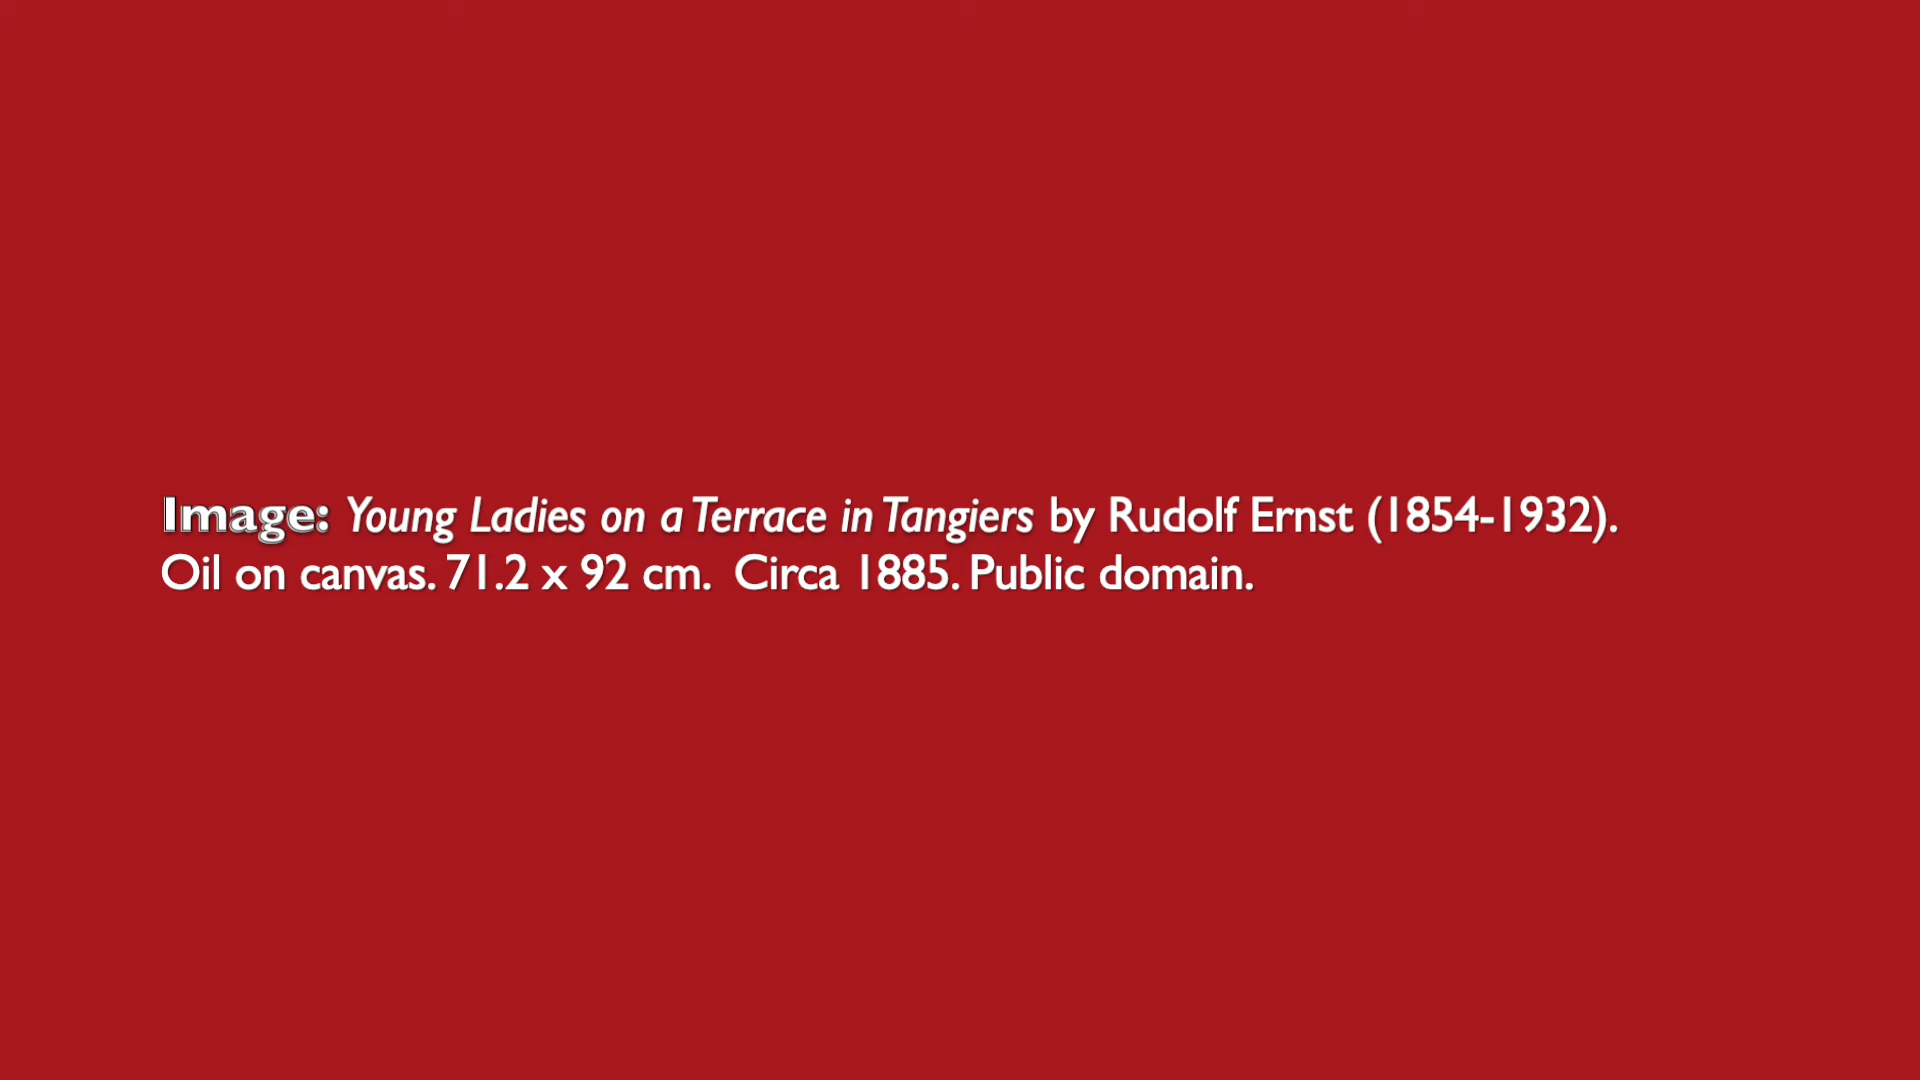 Image: Young Ladies on a Terrace in Tangiers by Rudolf Ernst (1854-1932).
Oil on canvas. 71.2 x 92 cm.  Circa 1885. Public domain.